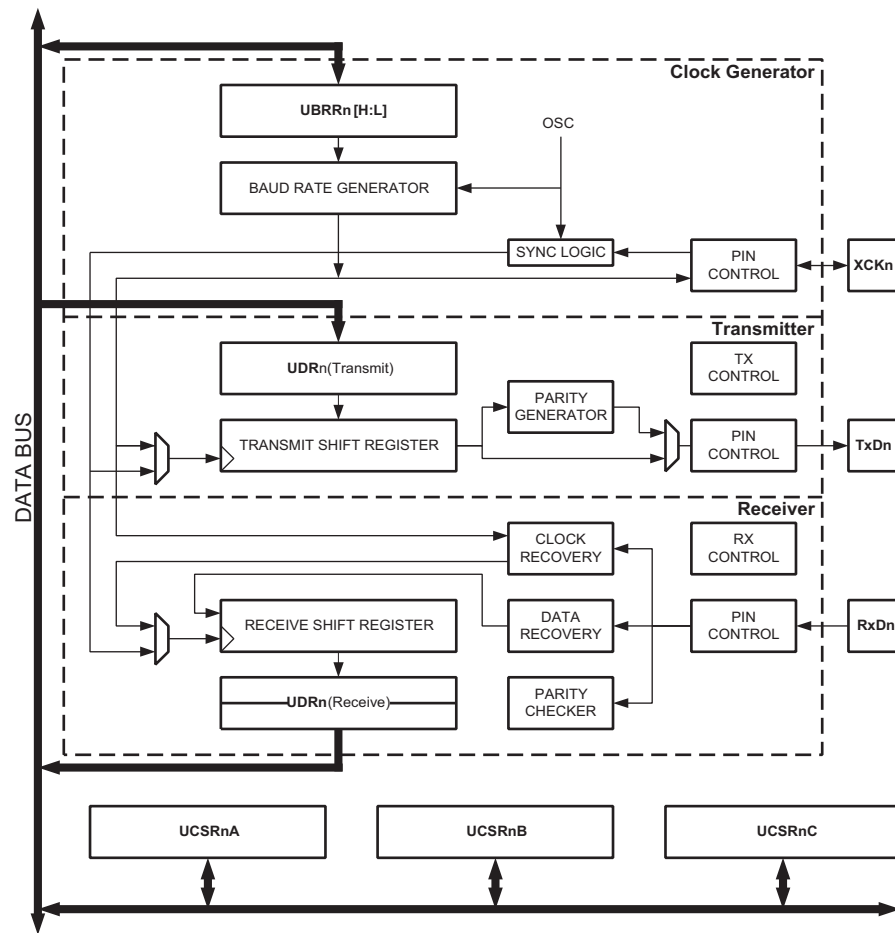 Clock Generator
UBRRn [H:L]
OSC
BAUD RATE GENERATOR
SYNC LOGIC
PIN
CONTROL
XCKn
Transmitter
UDRn(Transmit)
TX
CONTROL
PARITY
GENERATOR
TRANSMIT SHIFT REGISTER
PIN
CONTROL
TxDn
DATA BUS
Receiver
CLOCK
RECOVERY
RX
CONTROL
RECEIVE SHIFT REGISTER
DATA
RECOVERY
PIN
CONTROL
RxDn
UDRn(Receive)
PARITY
CHECKER
UCSRnA
UCSRnB
UCSRnC